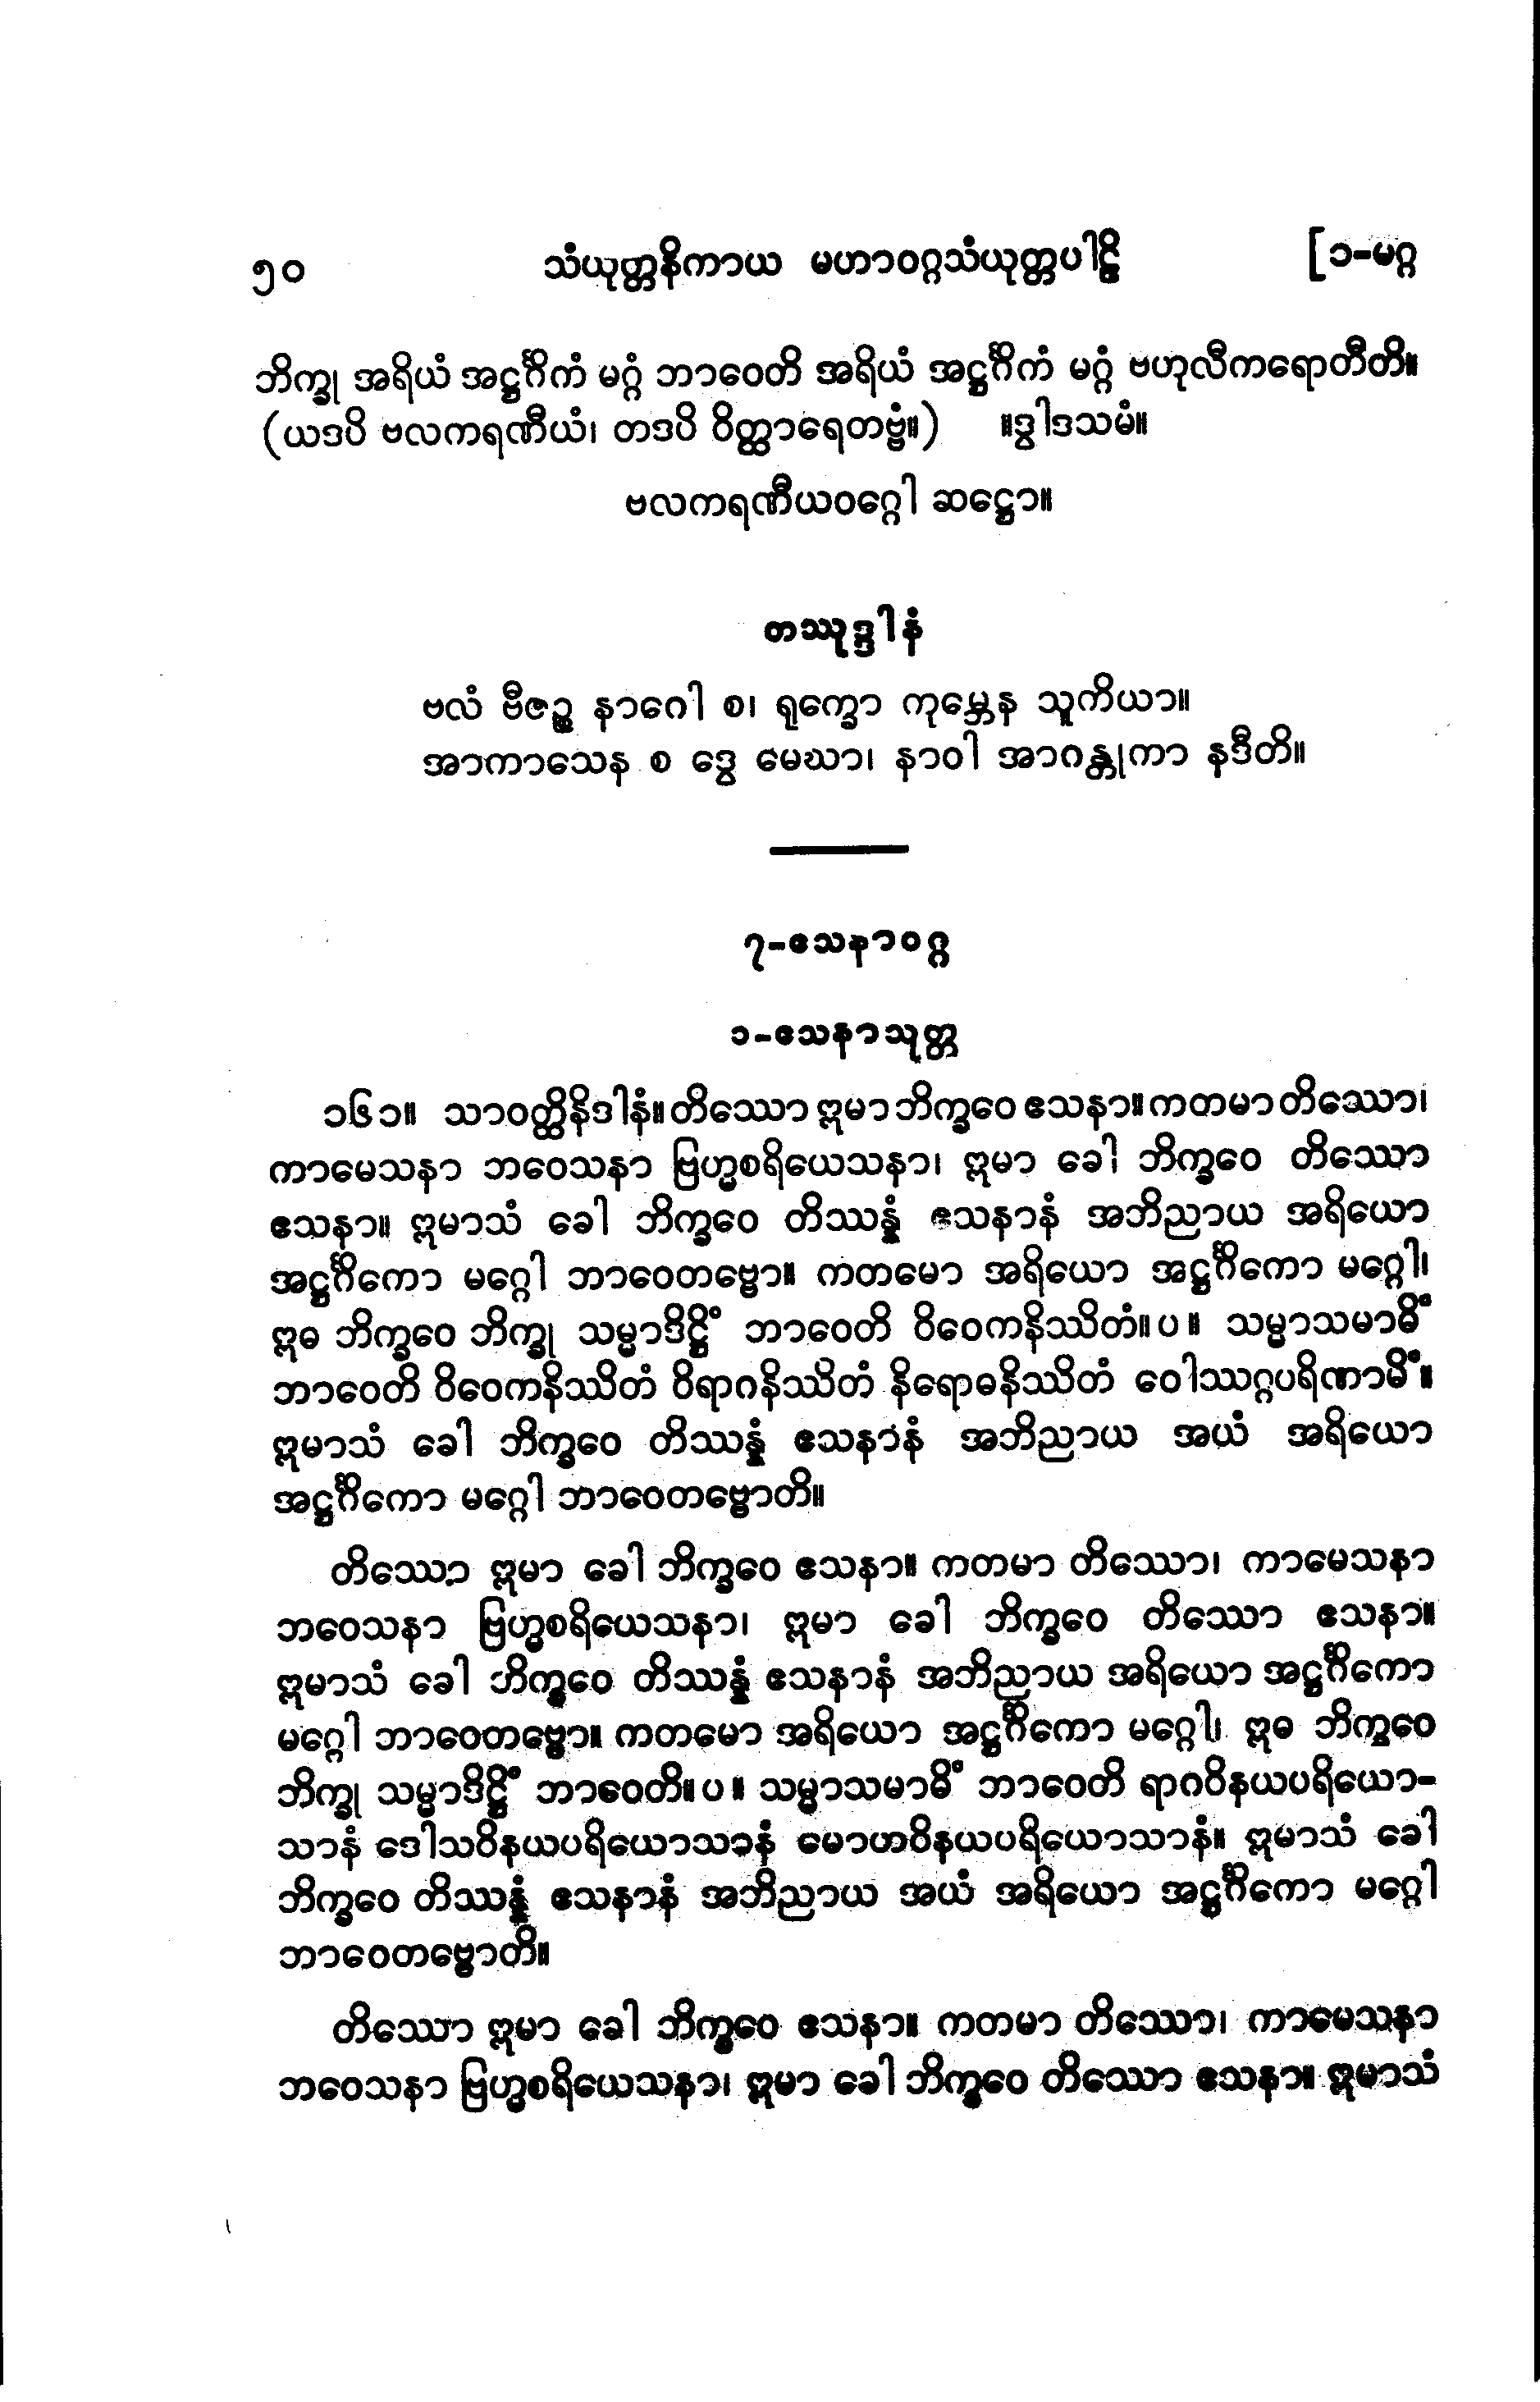 ၅၀ သံယုတ္တနိကာယ မဟာဝဂ္ဂသံယုတ္တပါဠိ [၁-မဂ္ဂ
ဘိက္ခု အရိယံ အဋ္ဌင်္ဂိကံ မဂ္ဂံ ဘာဝေတိ အရိယံ အဋ္ဌင်္ဂိကံ မဂ္ဂံ ဗဟုလီကရောတီတိ။
(ယဒပိ ဗလကရဏီယံ၊ တဒပိ ဝိတ္ထာရေတဗ္ဗံ။) ။ဒွါဒသမံ။
ဗလကရဏီယဝဂ္ဂေါ ဆဋ္ဌော။
တဿုဒ္ဒါနံ
ဗလံ ဗီဇဉ္စ နာဂေါ စ၊ ရုက္ခော ကုမ္ဘေန သူကိယာ။
အာကာသေန စ ဒွေ မေဃာ၊ နာဝါ အာဂန္တုကာ နဒီတိ။
၇-ဧသနာဝဂ္ဂ
၁-ဧသနာသုတ္တ
၁၆၁။ သာဝတ္ထိနိဒါနံ။ တိဿော ဣမာ ဘိက္ခဝေ ဧသနာ။ ကတမာ တိဿော၊
ကာမေသနာ ဘဝေသနာ ဗြဟ္မစရိယေသနာ၊ ဣမာ ခေါ ဘိက္ခဝေ တိဿော
ဧသနာ။ ဣမာသံ ခေါ ဘိက္ခဝေ တိဿန္နံ ဧသနာနံ အဘိညာယ အရိယော
အဋ္ဌင်္ဂိကော မဂ္ဂေါ ဘာဝေတဗ္ဗော။ ကတမော အရိယော အဋ္ဌင်္ဂိကော မဂ္ဂေါ၊
ဣဓ ဘိက္ခဝေ ဘိက္ခု သမ္မာဒိဋ္ဌိံ ဘာဝေတိ ဝိဝေကနိဿိတံ။ ပ ။ သမ္မာသမာဓိံ
ဘာဝေတိ ဝိဝေကနိဿိတံ ဝိရာဂနိဿိတံ နိရောဓနိဿိတံ ဝေါဿဂ္ဂပရိဏာမိံ။
ဣမာသံ ခေါ ဘိက္ခဝေ တိဿန္နံ ဧသနာနံ အဘိညာယ အယံ အရိယော
အဋ္ဌင်္ဂိကော မဂ္ဂေါ ဘာဝေတဗ္ဗောတိ။
တိဿော ဣမာ ခေါ ဘိက္ခဝေ ဧသနာ။ ကတမာ တိဿော၊ ကာမေသနာ
ဘဝေသနာ ဗြဟ္မစရိယေသနာ၊ ဣမာ ခေါ ဘိက္ခဝေ တိဿော ဧသနာ။
ဣမာသံ ခေါ ဘိက္ခဝေ တိဿန္နံ ဧသနာနံ အဘိညာယ အရိယော အဋ္ဌင်္ဂိကော
မဂ္ဂေါ ဘာဝေတဗ္ဗော။ ကတမော အရိယော အဋ္ဌင်္ဂိကော မဂ္ဂေါ၊ ဣဓ ဘိက္ခဝေ
ဘိက္ခု သမ္မာဒိဋ္ဌိံ ဘာဝေတိ။ ပ ။ သမ္မာသမာဓိံ ဘာဝေတိ ရာဂဝိနယပရိယော-
သာနံ ဒေါသဝိနယပရိယောသာနံ မောဟဝိနယပရိယောသာနံ။ ဣမာသံ ခေါ
ဘိက္ခဝေ တိဿန္နံ ဧသနာနံ အဘိညာယ အယံ အရိယော အဋ္ဌင်္ဂိကော မဂ္ဂေါ
ဘာဝေတဗ္ဗောတိ။
တိဿော ဣမာ ခေါ ဘိက္ခဝေ ဧသနာ။ ကတမာ တိဿော၊ ကာမေသနာ
ဘဝေသနာ ဗြဟ္မစရိယေသနာ၊ ဣမာ ခေါ ဘိက္ခဝေ တိဿော ဧသနာ။ ဣမာသံ